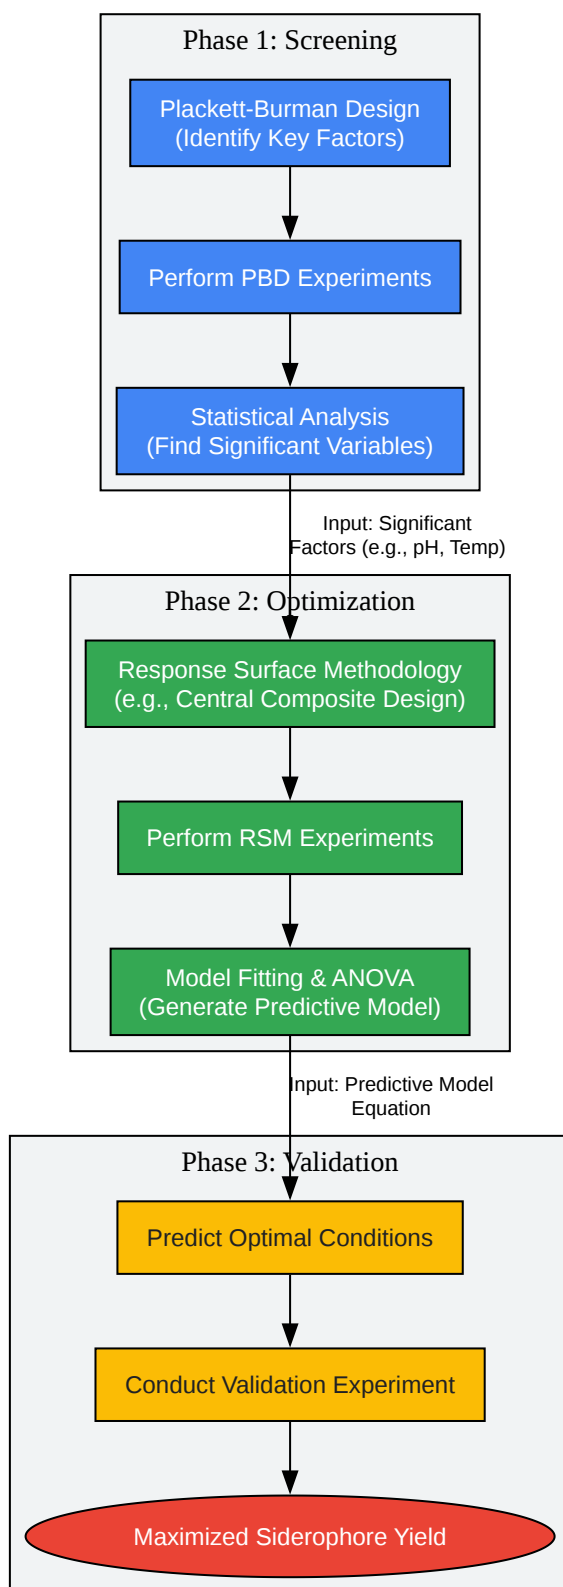 Phase 1: Screening
Plackett-Burman Design
(Identify Key Factors)
Perform PBD Experiments
Statistical Analysis
(Find Significant Variables)
Input: Significant
Factors (e.g., pH, Temp)
Phase 2: Optimization
Response Surface Methodology
(e.g., Central Composite Design)
Perform RSM Experiments
Model Fitting & ANOVA
(Generate Predictive Model)
Input: Predictive Model
Equation
Phase 3: Validation
Predict Optimal Conditions
Conduct Validation Experiment
Maximized Siderophore Yield